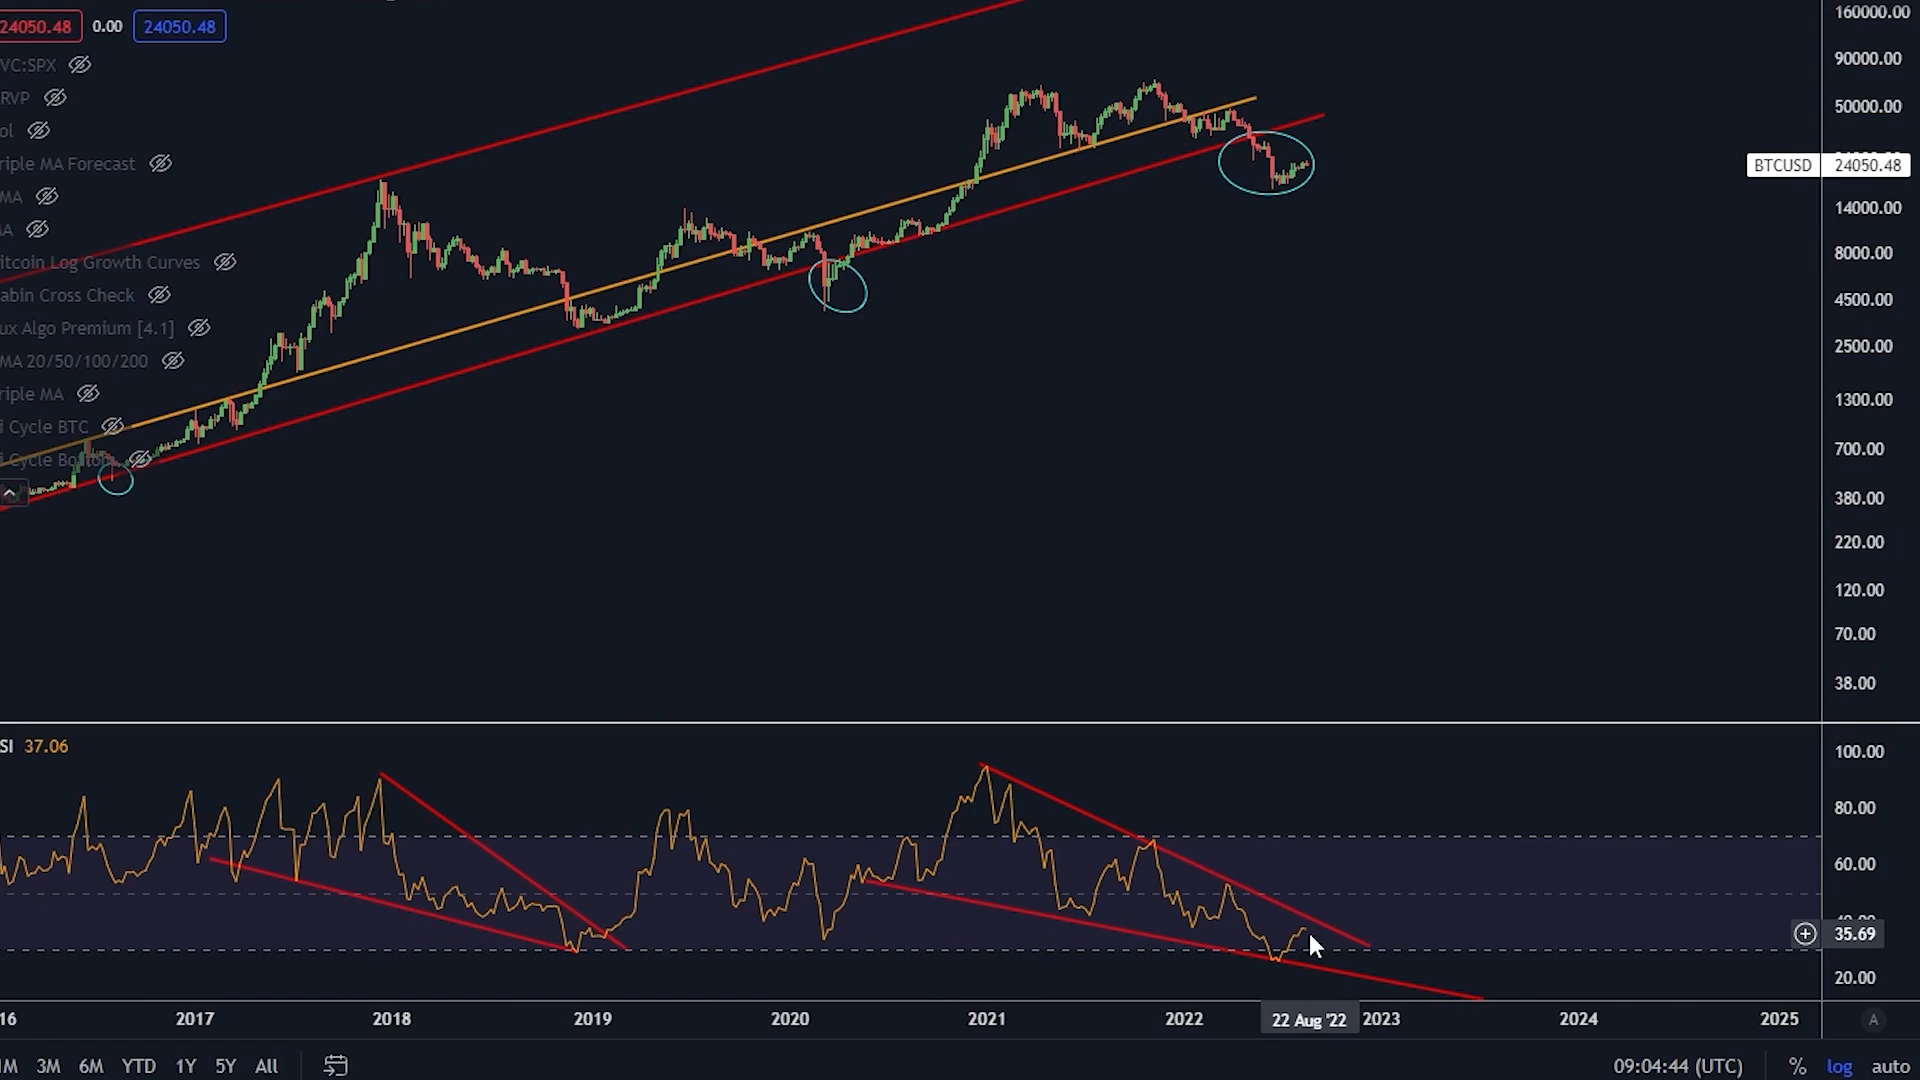 24050.48 0.00 24050.48
VC:SPX
RVP
ol
riple MA Forecast
MA
A
itcoin Log Growth Curves
abin Cross Check
ux Algo Premium [4.1]
MA 20/50/100/200
riple MA
i Cycle BTC
i Cycle Bottom
160000.00
90000.00
50000.00
BTCUSD 24050.48
14000.00
8000.00
4500.00
2500.00
1300.00
700.00
380.00
220.00
120.00
70.00
38.00
SI 37.06
100.00
80.00
60.00
40.00
35.69
20.00
16 2017 2018 2019 2020 2021 2022 22 Aug '22 2023 2024 2025 A
1M 3M 6M YTD 1Y 5Y All 09:04:44 (UTC) % log auto